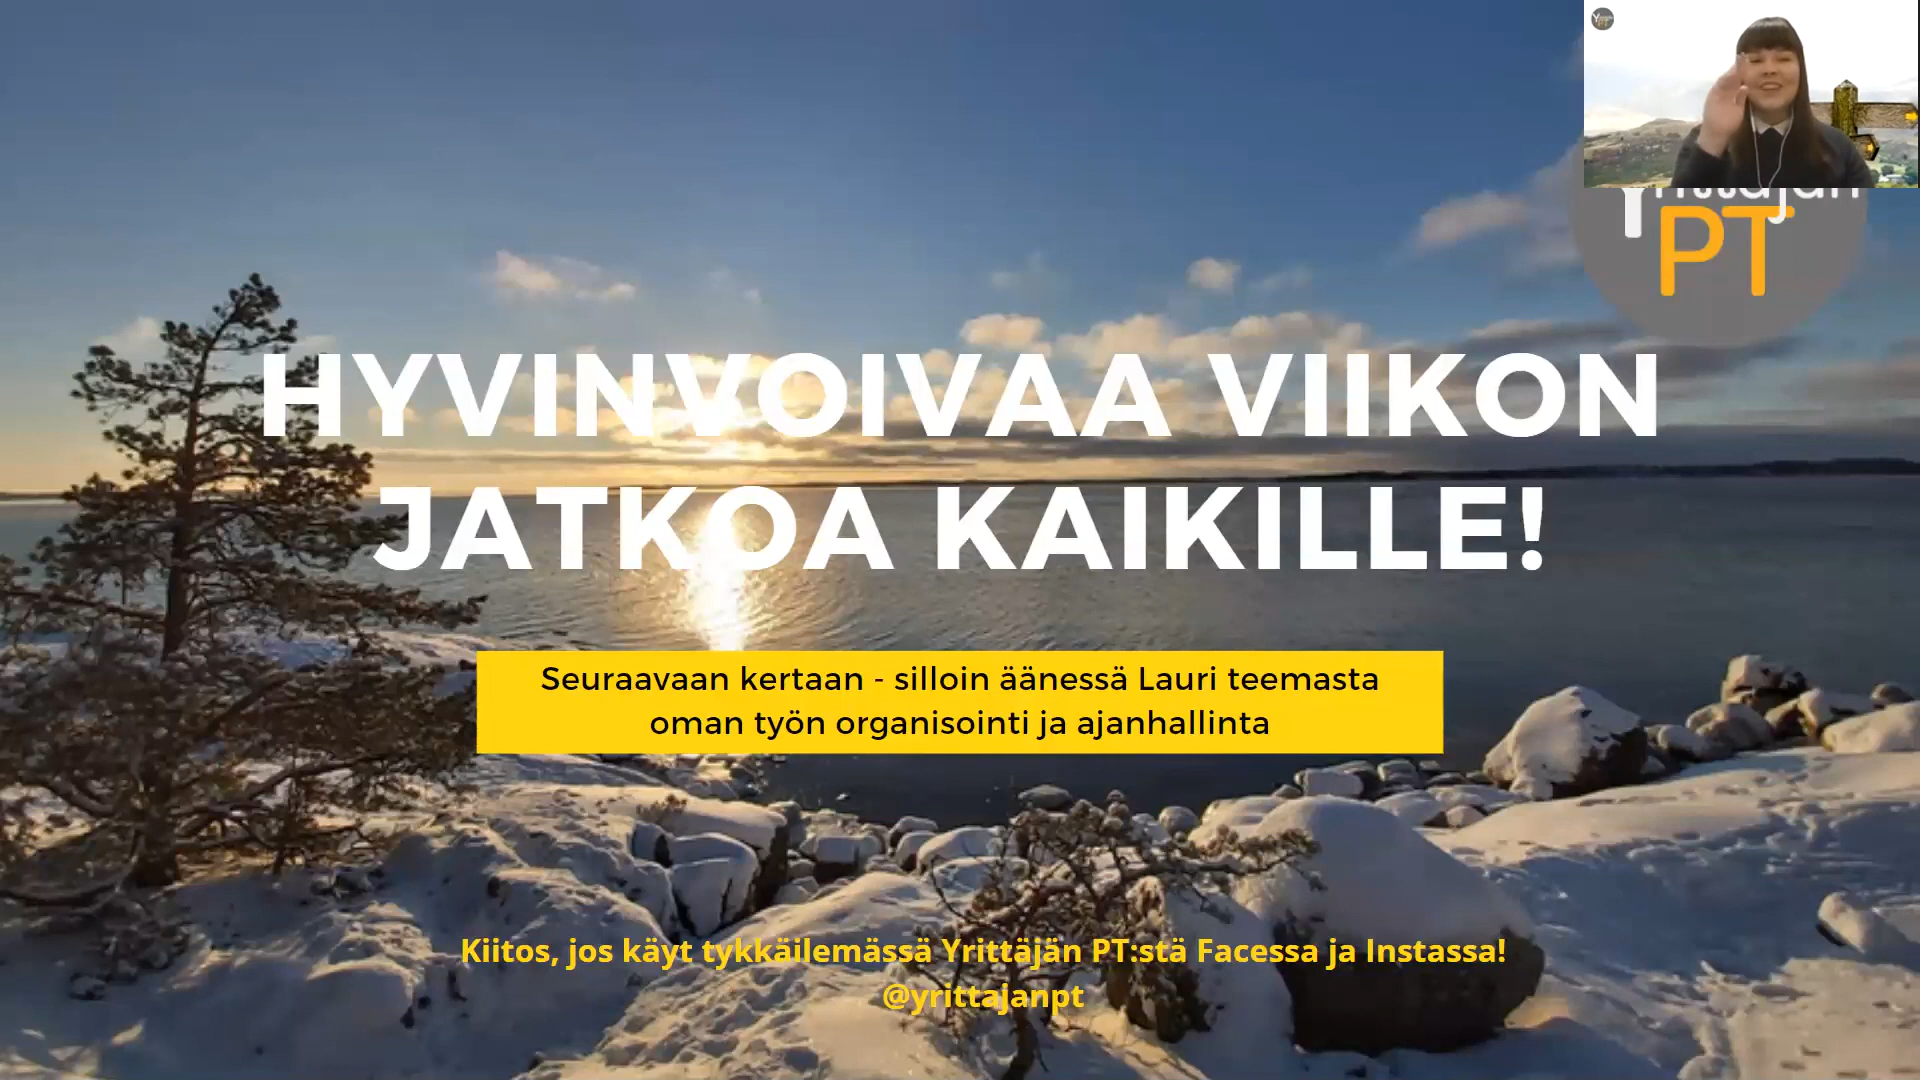 Yrittäjän
PT
HYVINVOIVAA VIIKON
JATKOA KAIKILLE!
Seuraavaan kertaan - silloin äänessä Lauri teemasta
oman työn organisointi ja ajanhallinta
Kiitos, jos käyt tykkäilemässä Yrittäjän PT:stä Facessa ja Instassa!
@yrittajanpt